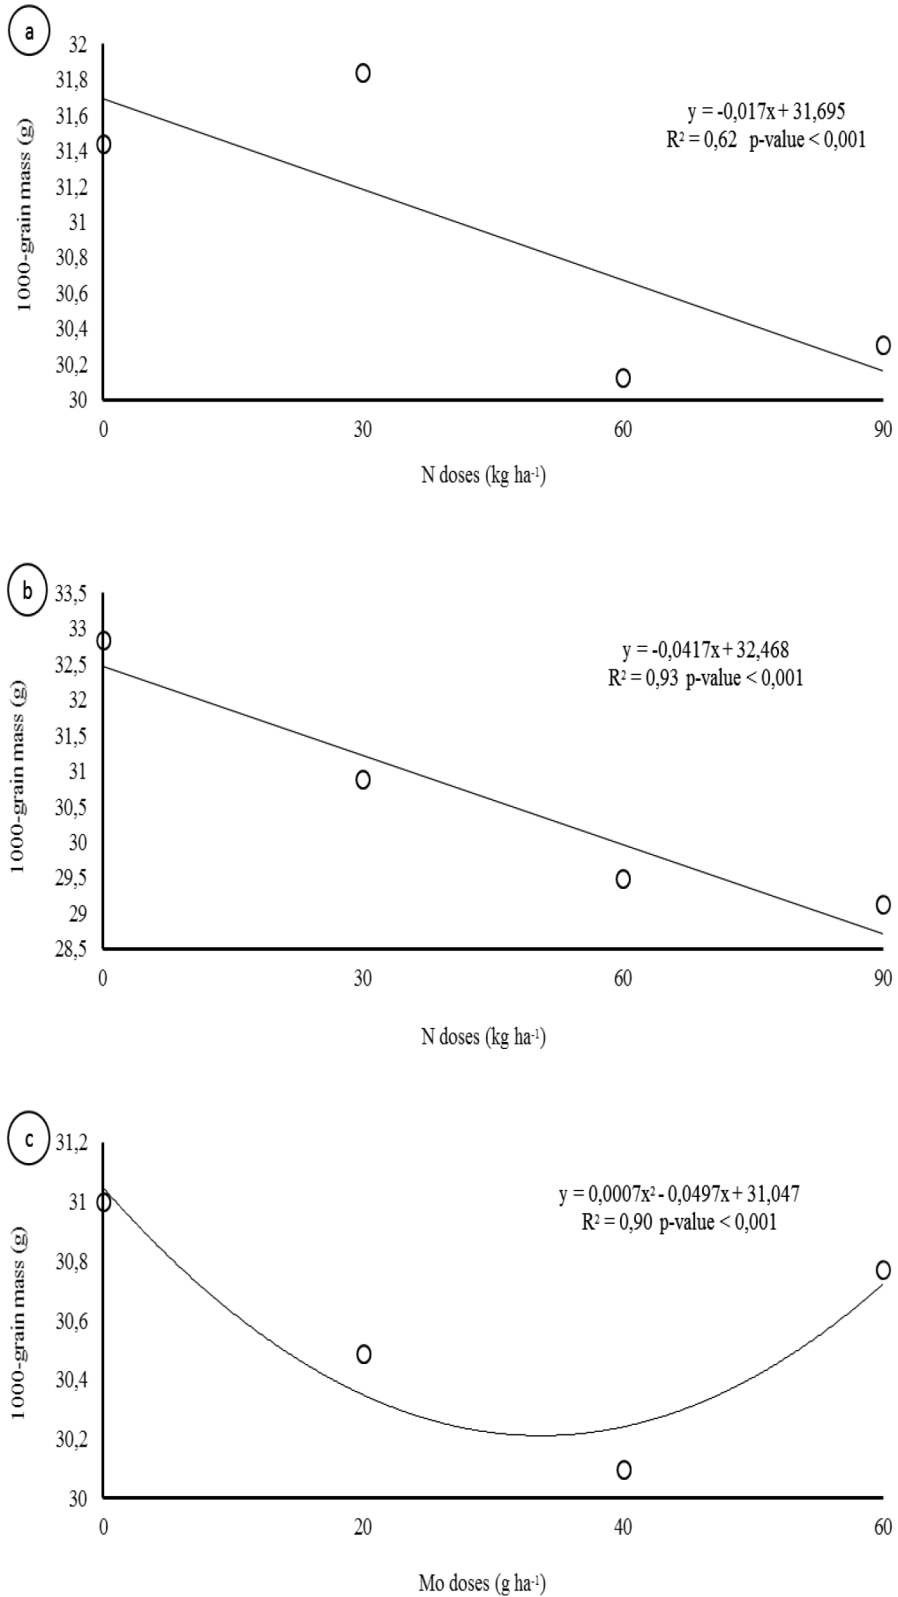 a
32
31,8
31,6
31,4
31,2
31
30,8
30,6
30,4
30,2
30
1000-grain mass (g)
y = -0,017x + 31,695
R² = 0,62 p-value < 0,001
0 30 60 90
N doses (kg ha-¹)
b
33,5
33
32,5
32
31,5
31
30,5
30
29,5
29
28,5
1000-grain mass (g)
y = -0,0417x + 32,468
R² = 0,93 p-value < 0,001
0 30 60 90
N doses (kg ha-¹)
c
31,2
31
30,8
30,6
30,4
30,2
30
1000-grain mass (g)
y = 0,0007x² - 0,0497x + 31,047
R² = 0,90 p-value < 0,001
0 20 40 60
Mo doses (g ha-¹)